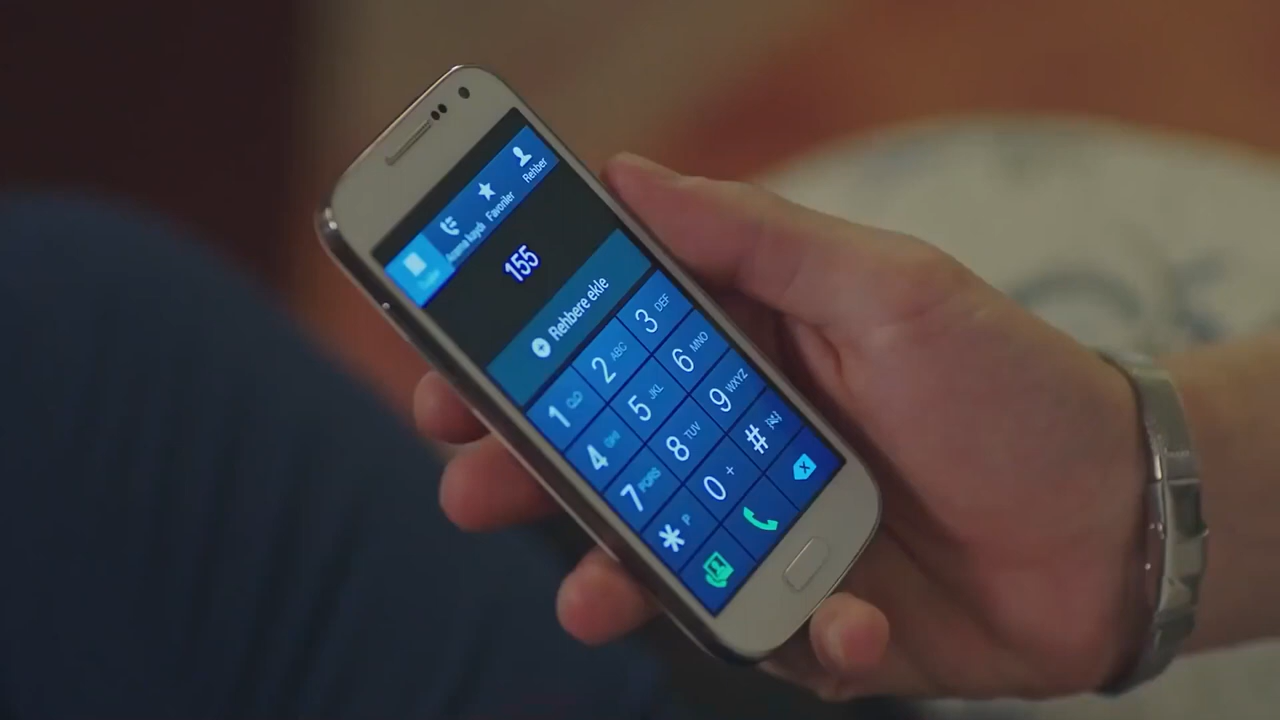 Arama kaydı
Favoriler
Rehber
155
Rehbere ekle
1
2 ABC
3 DEF
4 GHI
5 JKL
6 MNO
7 PQRS
8 TUV
9 WXYZ
* P
0 +
#